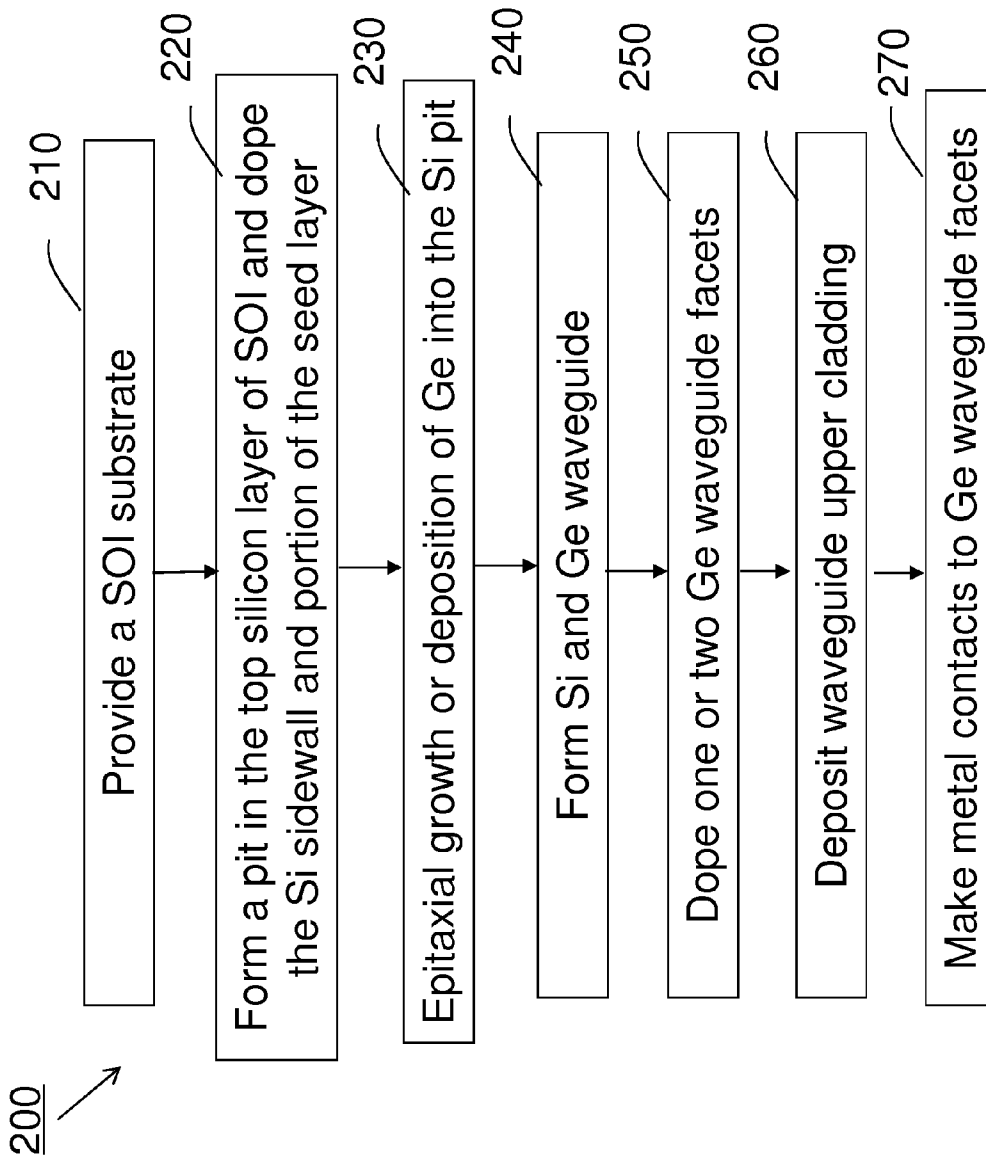 200
210
Provide a SOI substrate
220
Form a pit in the top silicon layer of SOI and dope
the Si sidewall and portion of the seed layer
230
Epitaxial growth or deposition of Ge into the Si pit
240
Form Si and Ge waveguide
250
Dope one or two Ge waveguide facets
260
Deposit waveguide upper cladding
270
Make metal contacts to Ge waveguide facets